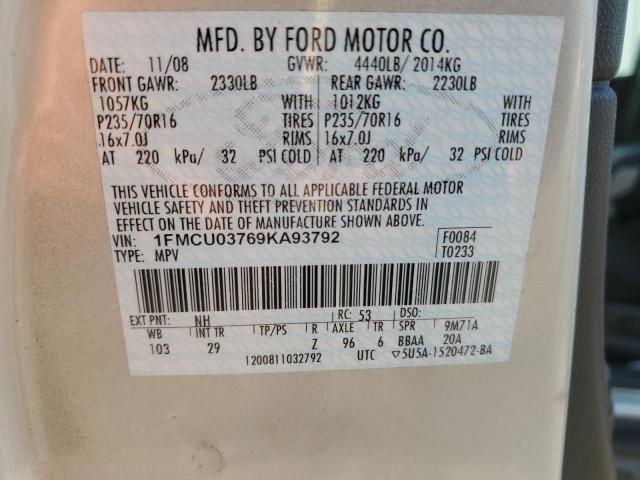 MFD. BY FORD MOTOR CO.
DATE: 11/08 GVWR: 4440LB/ 2014KG
FRONT GAWR: 2330LB REAR GAWR: 2230LB
1057KG WITH 1012KG WITH
P235/70R16 TIRES P235/70R16 TIRES
16x7.0J RIMS 16x7.0J RIMS
AT 220 kPa/ 32 PSI COLD AT 220 kPa/ 32 PSI COLD
THIS VEHICLE CONFORMS TO ALL APPLICABLE FEDERAL MOTOR
VEHICLE SAFETY AND THEFT PREVENTION STANDARDS IN
EFFECT ON THE DATE OF MANUFACTURE SHOWN ABOVE.
VIN: 1FMCU03769KA93792 F0084
TYPE: MPV T0233
EXT PNT: NH RC: 53 DSO:
WB INT TR TP/PS R AXLE TR SPR 9M71A
103 29 Z 96 6 BBAA 20A
1200811032792 UTC ▽5U5A-1520472-BA